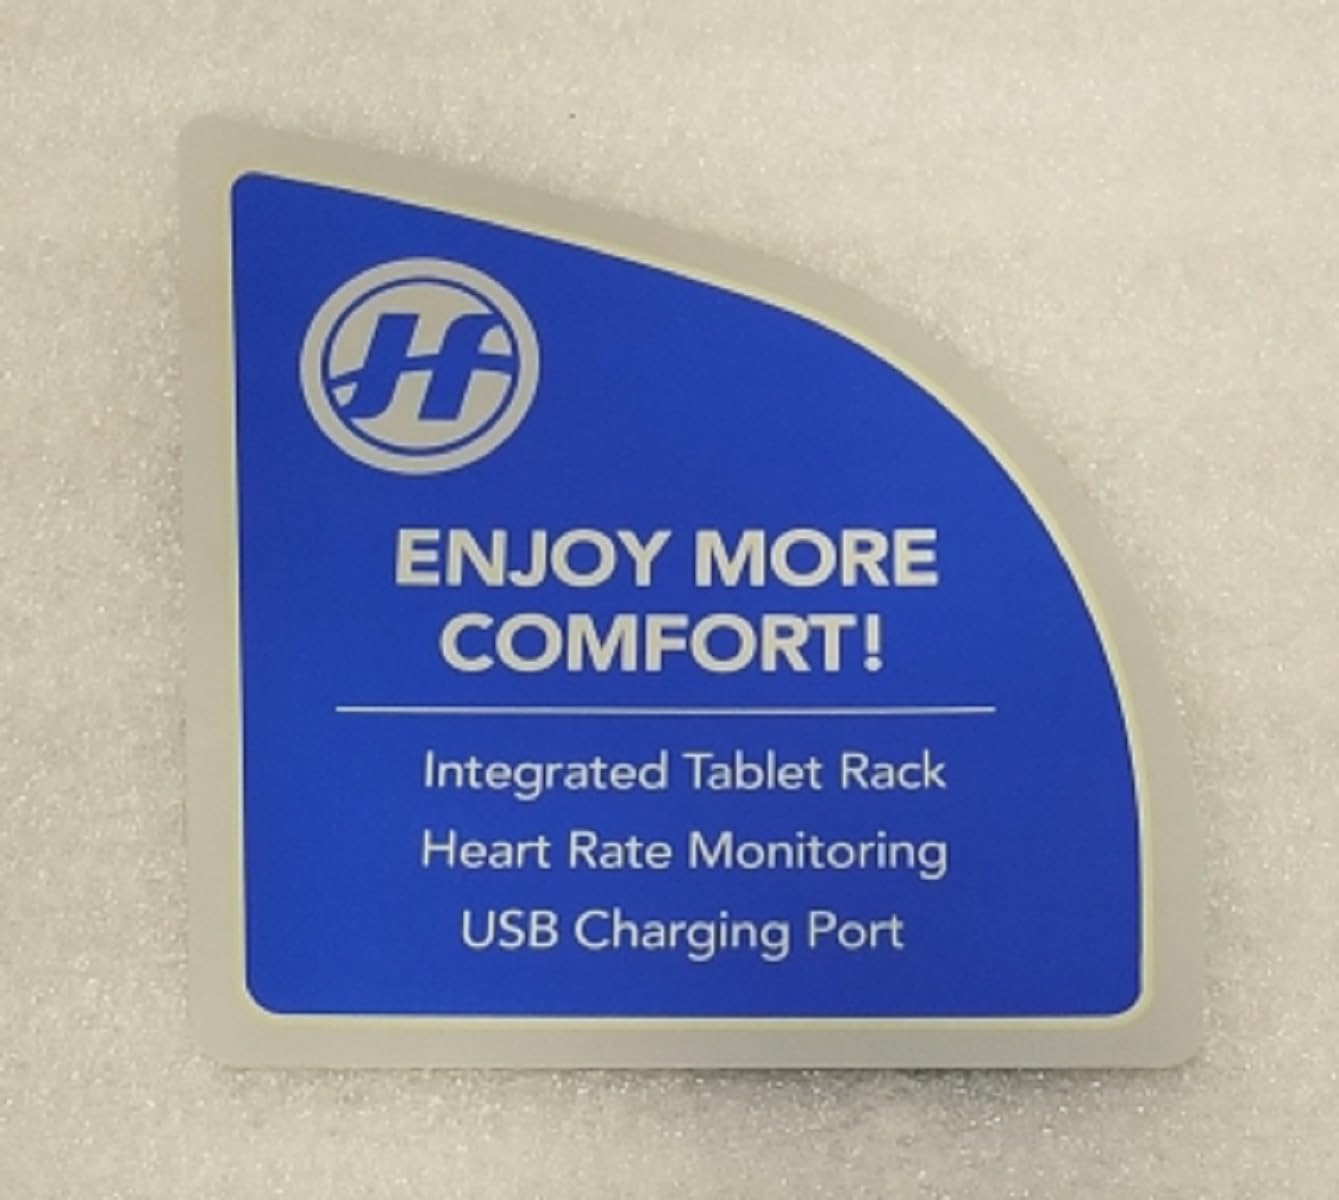 H
ENJOY MORE
COMFORT!
Integrated Tablet Rack
Heart Rate Monitoring
USB Charging Port